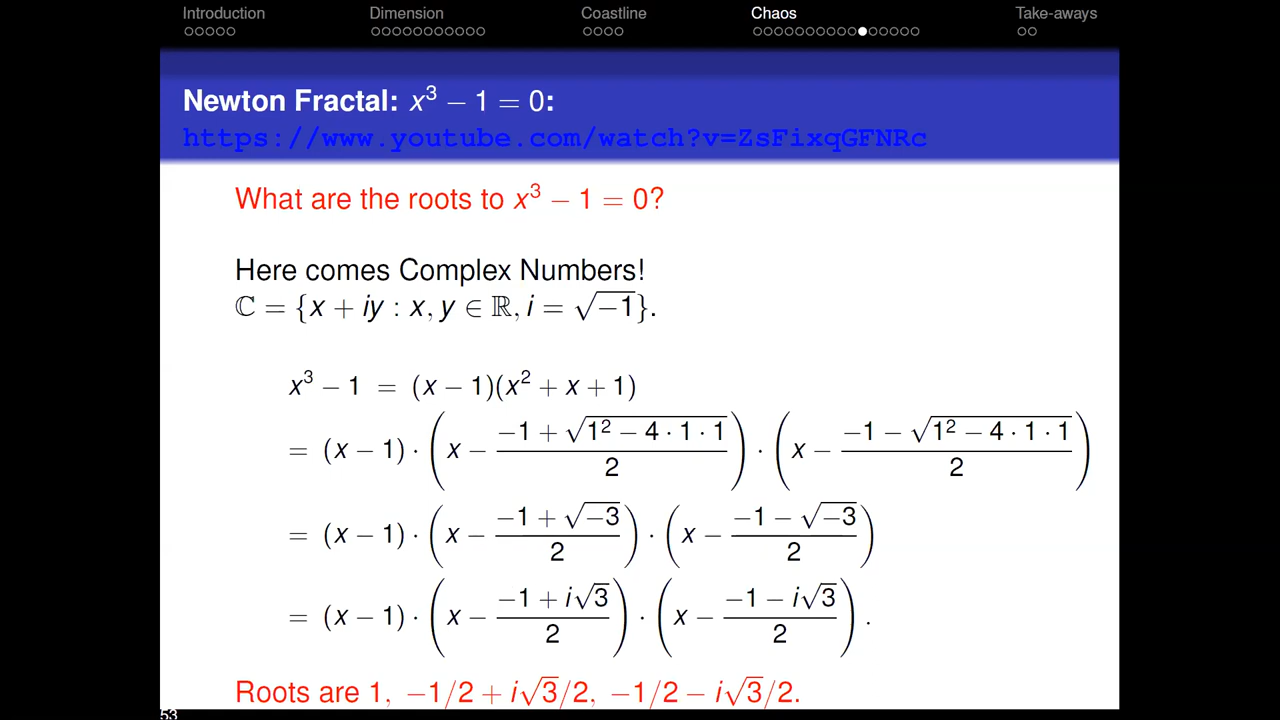 Introduction Dimension Coastline Chaos Take-aways
Newton Fractal: x³ − 1 = 0:
https://www.youtube.com/watch?v=ZsFixqGFNRc
What are the roots to x³ − 1 = 0?
Here comes Complex Numbers!
ℂ = {x + iy : x, y ∈ ℝ, i = √−1}.
x³ − 1 = (x − 1)(x² + x + 1)
= (x − 1) · (x − (−1 + √(1² − 4 · 1 · 1))/2) · (x − (−1 − √(1² − 4 · 1 · 1))/2)
= (x − 1) · (x − (−1 + √−3)/2) · (x − (−1 − √−3)/2)
= (x − 1) · (x − (−1 + i√3)/2) · (x − (−1 − i√3)/2).
Roots are 1, −1/2 + i√3/2, −1/2 − i√3/2.
53